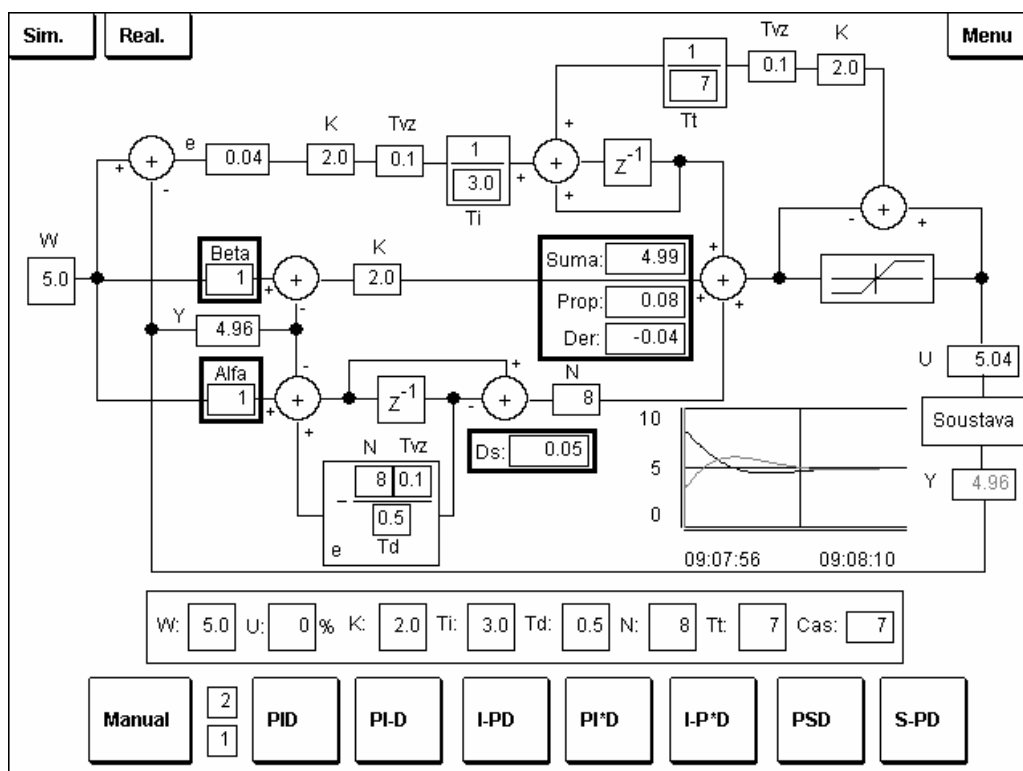 Sim. Real. Menu
Tvz K
1 0.1 2.0
7
Tt
+
e K Tvz
+ + - 0.04 2.0 0.1 1 + + Z-1
3.0 +
Ti
- + +
W
5.0
Beta K
1 + + - 2.0
Suma: 4.99
Prop: 0.08
Der: -0.04
+ + + +
Y 4.96
Alfa
1 - + + +
Z-1
+ - + N
8
U 5.04
Soustava
Y 4.96
Ds: 0.05
N Tvz
- 8 0.1
0.5
e Td
10
5
0
09:07:56 09:08:10
W: 5.0 U: 0 % K: 2.0 Ti: 3.0 Td: 0.5 N: 8 Tt: 7 Cas: 7
Manual 2 1 PID PI-D I-PD PI*D I-P*D PSD S-PD